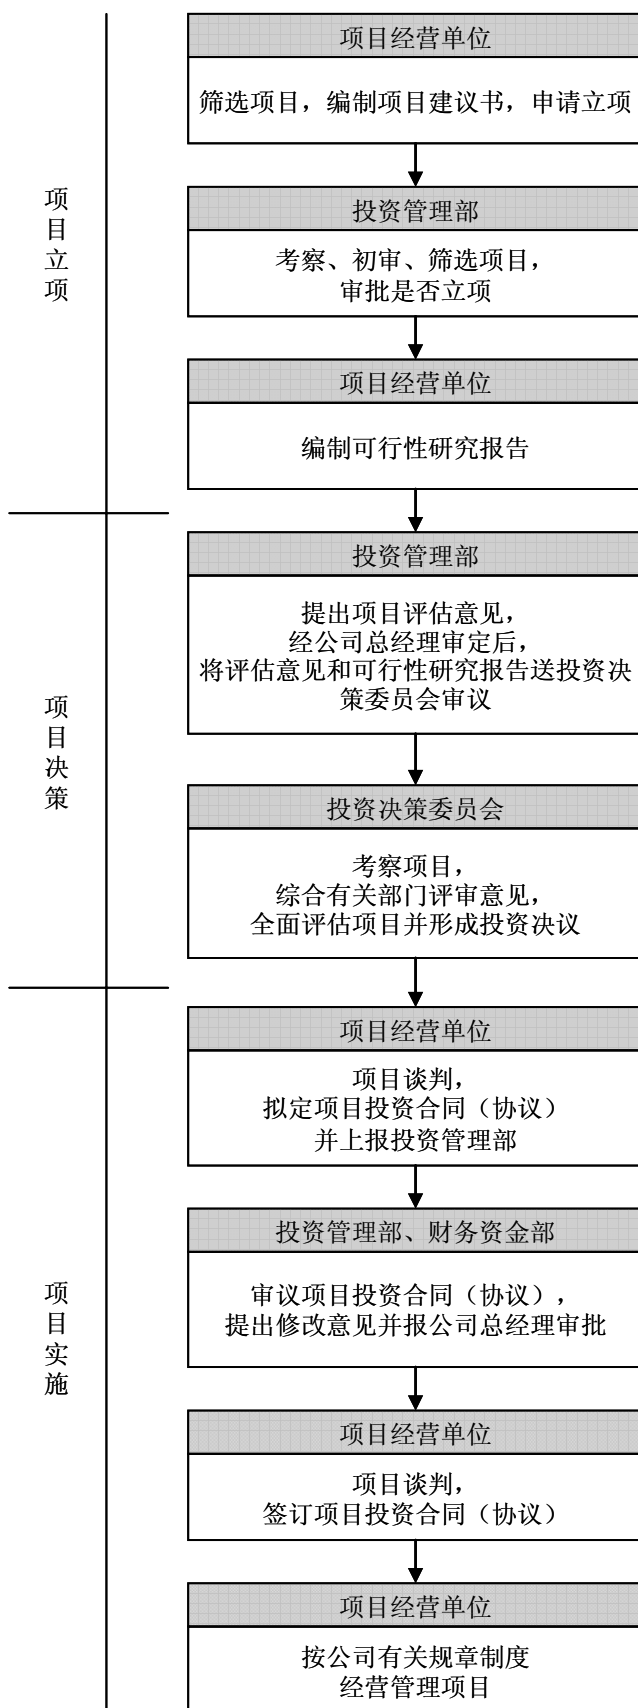 项目经营单位
筛选项目，编制项目建议书，申请立项
项目立项
投资管理部
考察、初审、筛选项目，
审批是否立项
项目经营单位
编制可行性研究报告
投资管理部
提出项目评估意见，
经公司总经理审定后，
将评估意见和可行性研究报告送投资决
策委员会审议
项目决策
投资决策委员会
考察项目，
综合有关部门评审意见，
全面评估项目并形成投资决议
项目经营单位
项目谈判，
拟定项目投资合同（协议）
并上报投资管理部
投资管理部、财务资金部
审议项目投资合同（协议），
提出修改意见并报公司总经理审批
项目实施
项目经营单位
项目谈判，
签订项目投资合同（协议）
项目经营单位
按公司有关规章制度
经营管理项目